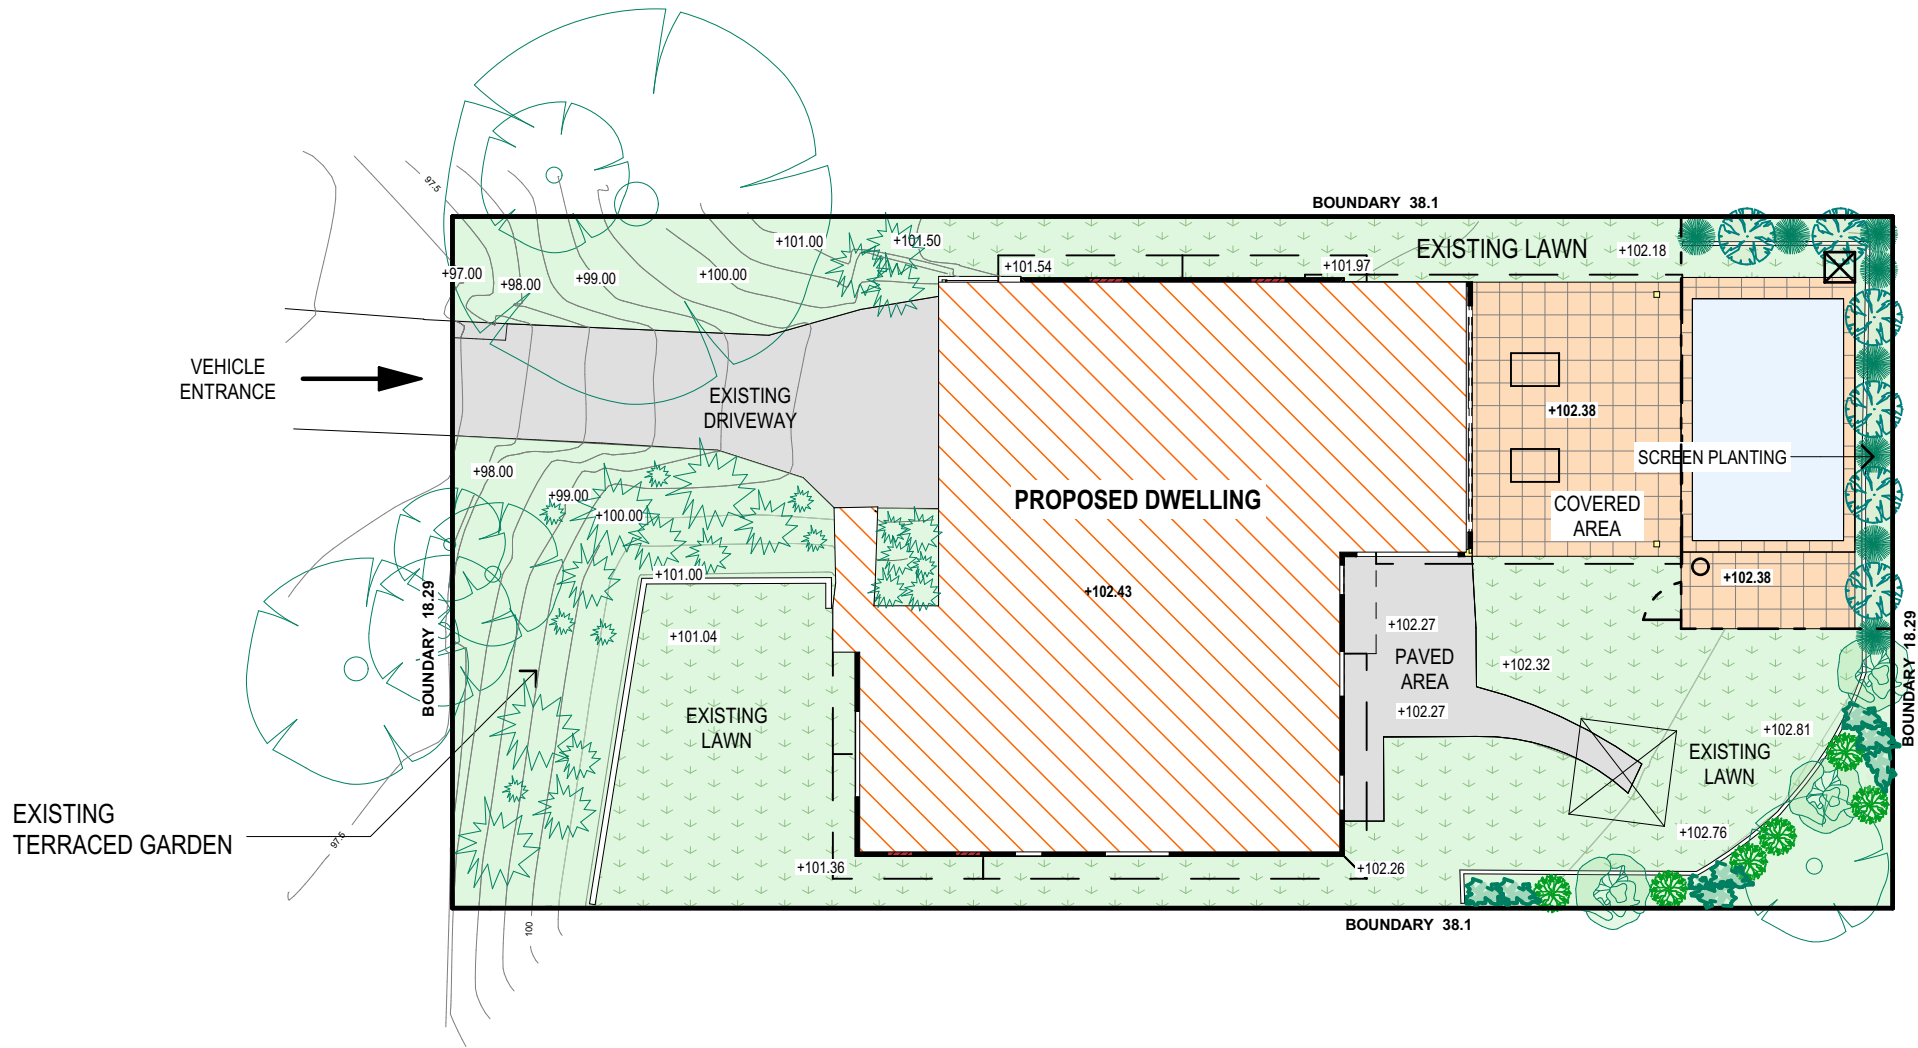 97.5
BOUNDARY 38.1
+101.00
+101.50
EXISTING LAWN
+102.18
+97.00
+98.00
+99.00
+100.00
+101.54
+101.97
VEHICLE
ENTRANCE
EXISTING
DRIVEWAY
+102.38
SCREEN PLANTING
+98.00
+99.00
+100.00
PROPOSED DWELLING
COVERED
AREA
+101.00
+102.43
+102.38
BOUNDARY 18.29
+101.04
+102.27
PAVED
AREA
+102.32
+102.27
BOUNDARY 18.29
EXISTING
LAWN
+102.81
EXISTING
LAWN
EXISTING
TERRACED GARDEN
97.5
+102.76
+101.36
+102.26
100
BOUNDARY 38.1